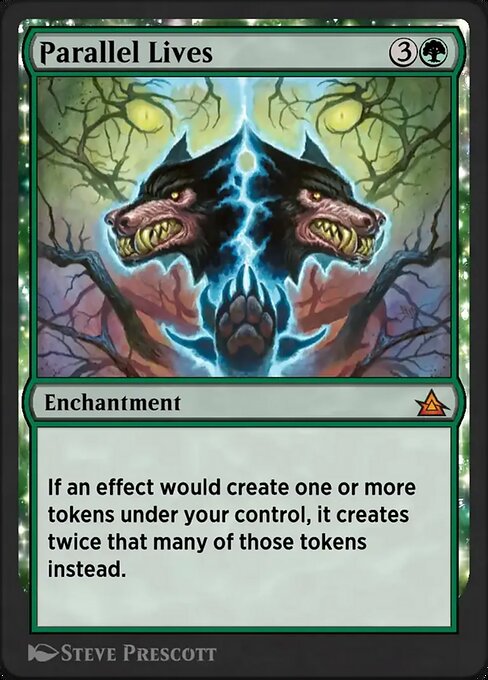 Parallel Lives 3
Enchantment
If an effect would create one or more
tokens under your control, it creates
twice that many of those tokens
instead.
Steve Prescott